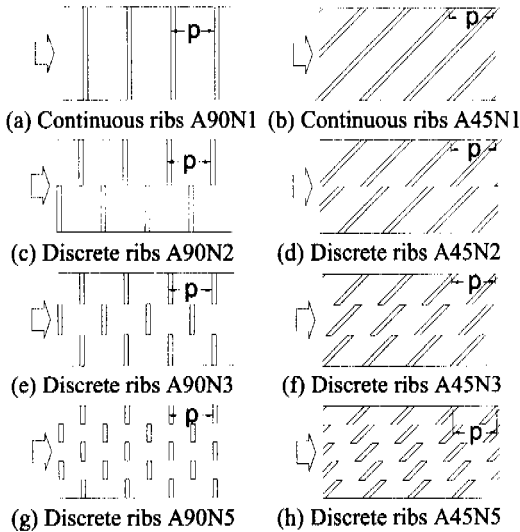 p p
(a) Continuous ribs A90N1 (b) Continuous ribs A45N1
p p
(c) Discrete ribs A90N2 (d) Discrete ribs A45N2
p p
(e) Discrete ribs A90N3 (f) Discrete ribs A45N3
p p
(g) Discrete ribs A90N5 (h) Discrete ribs A45N5